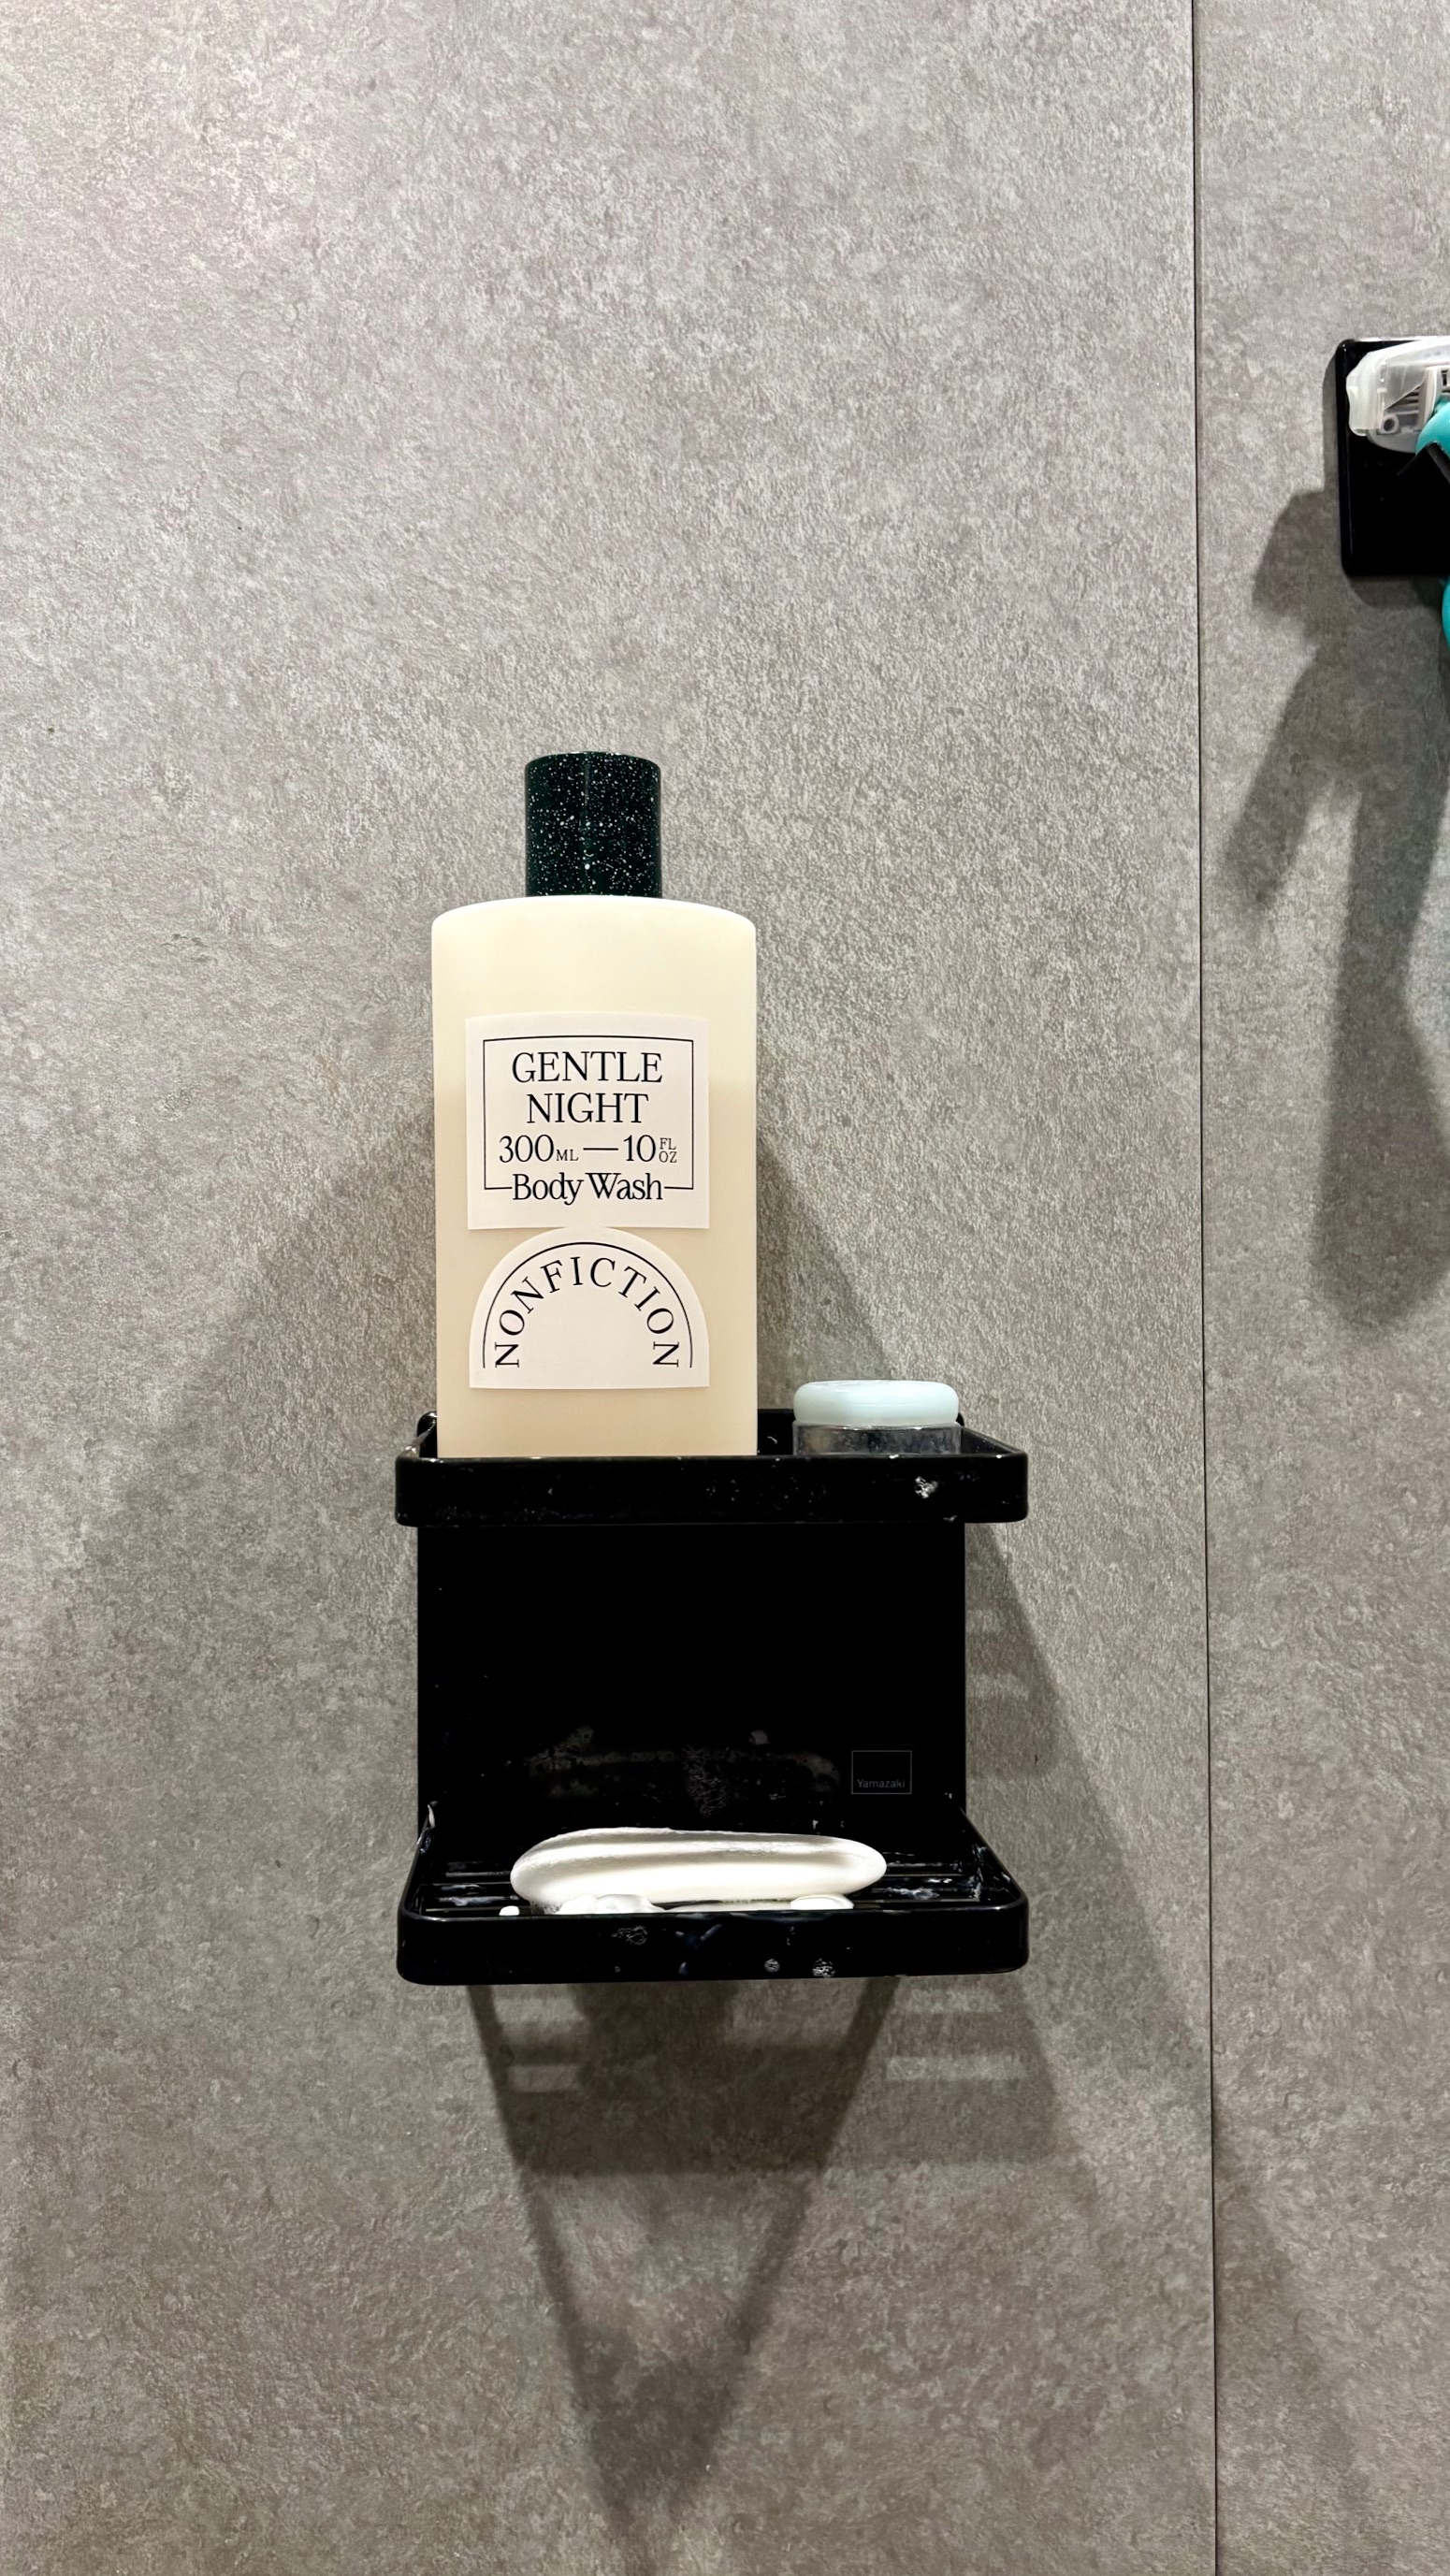 GENTLE
NIGHT
300ML — 10 FL OZ
Body Wash
NONFICTION
Yamazaki